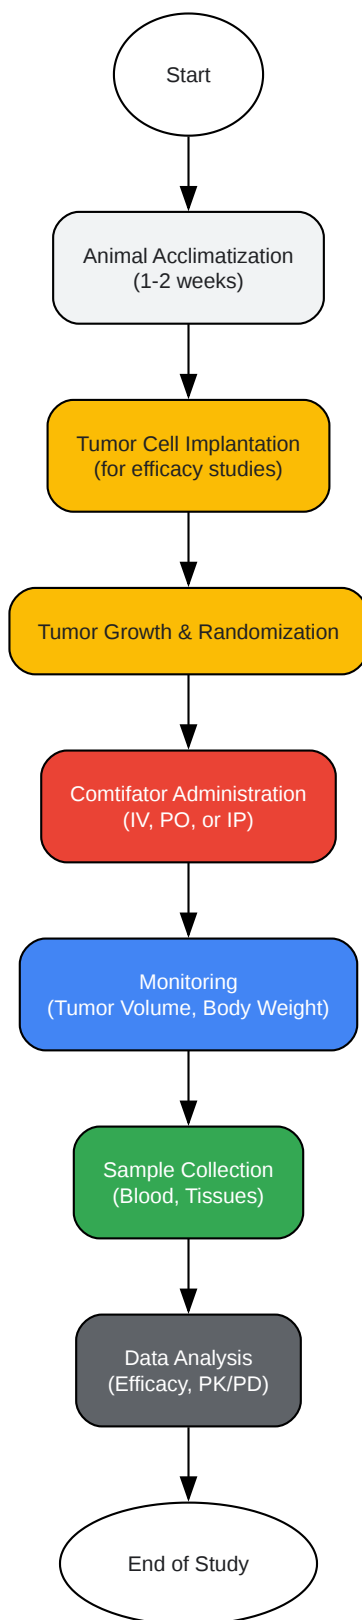 Start
Animal Acclimatization
(1-2 weeks)
Tumor Cell Implantation
(for efficacy studies)
Tumor Growth & Randomization
Comtifator Administration
(IV, PO, or IP)
Monitoring
(Tumor Volume, Body Weight)
Sample Collection
(Blood, Tissues)
Data Analysis
(Efficacy, PK/PD)
End of Study